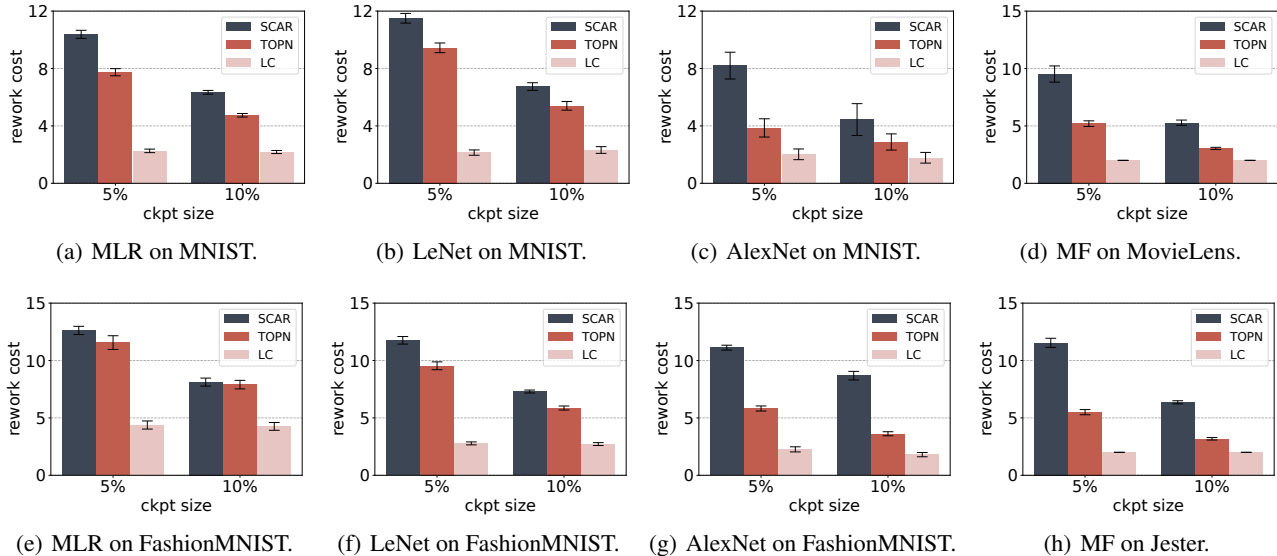 12
8
4
0
rework cost
SCAR
TOPN
LC
5%
10%
ckpt size
(a) MLR on MNIST.
12
8
4
0
rework cost
SCAR
TOPN
LC
5%
10%
ckpt size
(b) LeNet on MNIST.
12
8
4
0
rework cost
SCAR
TOPN
LC
5%
10%
ckpt size
(c) AlexNet on MNIST.
15
10
5
0
rework cost
SCAR
TOPN
LC
5%
10%
ckpt size
(d) MF on MovieLens.
15
10
5
0
rework cost
SCAR
TOPN
LC
5%
10%
ckpt size
(e) MLR on FashionMNIST.
15
10
5
0
rework cost
SCAR
TOPN
LC
5%
10%
ckpt size
(f) LeNet on FashionMNIST.
15
10
5
0
rework cost
SCAR
TOPN
LC
5%
10%
ckpt size
(g) AlexNet on FashionMNIST.
15
10
5
0
rework cost
SCAR
TOPN
LC
5%
10%
ckpt size
(h) MF on Jester.